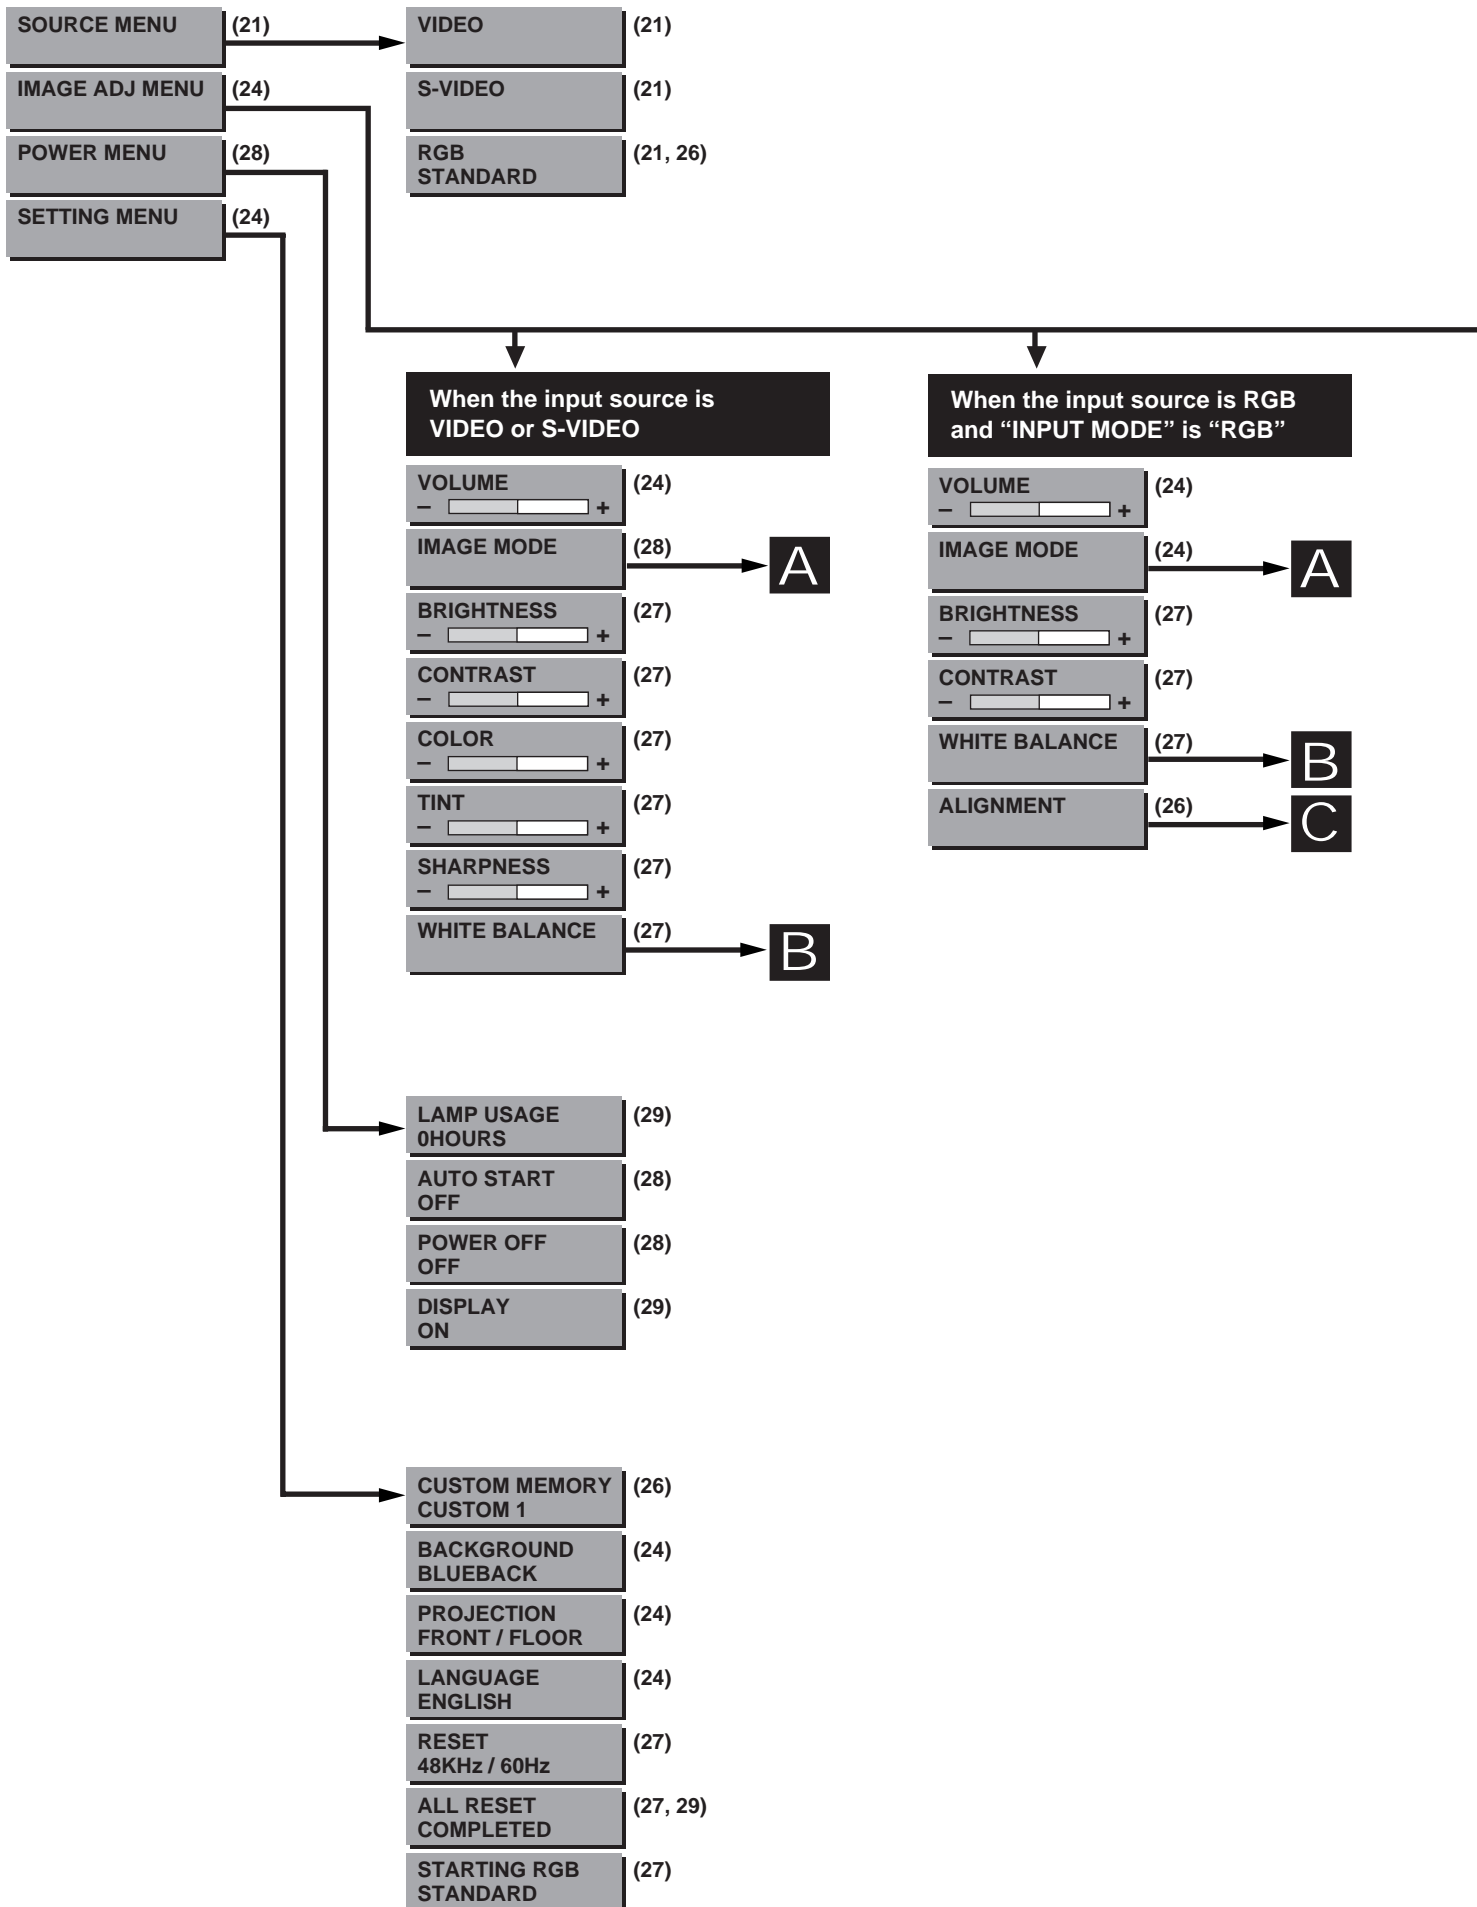 SOURCE MENU (21)
IMAGE ADJ MENU (24)
POWER MENU (28)
SETTING MENU (24)
VIDEO (21)
S-VIDEO (21)
RGB (21, 26)
STANDARD
When the input source is
VIDEO or S-VIDEO
VOLUME (24)
– +
IMAGE MODE (28)
A
BRIGHTNESS (27)
– +
CONTRAST (27)
– +
COLOR (27)
– +
TINT (27)
– +
SHARPNESS (27)
– +
WHITE BALANCE (27)
B
When the input source is RGB
and “INPUT MODE” is “RGB”
VOLUME (24)
– +
IMAGE MODE (24)
A
BRIGHTNESS (27)
– +
CONTRAST (27)
– +
WHITE BALANCE (27)
B
ALIGNMENT (26)
C
LAMP USAGE (29)
0HOURS
AUTO START (28)
OFF
POWER OFF (28)
OFF
DISPLAY (29)
ON
CUSTOM MEMORY (26)
CUSTOM 1
BACKGROUND (24)
BLUEBACK
PROJECTION (24)
FRONT / FLOOR
LANGUAGE (24)
ENGLISH
RESET (27)
48KHz / 60Hz
ALL RESET (27, 29)
COMPLETED
STARTING RGB (27)
STANDARD